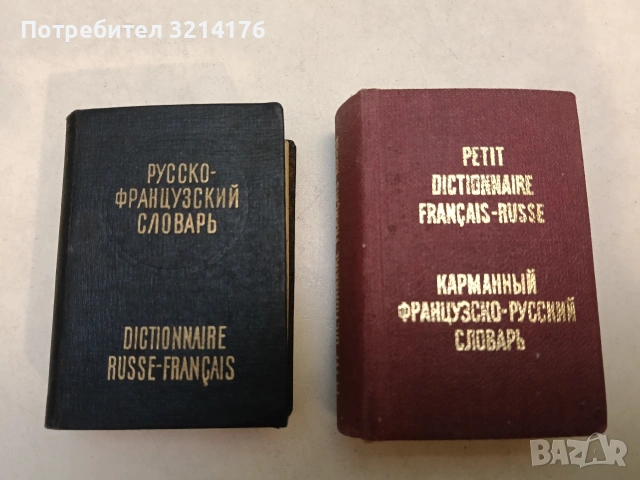 Потребител 3214176
РУССКО-
ФРАНЦУЗСКИЙ
СЛОВАРЬ
DICTIONNAIRE
RUSSE-FRANÇAIS
PETIT
DICTIONNAIRE
FRANÇAIS-RUSSE
КАРМАННЫЙ
ФРАНЦУЗСКО-РУССКИЙ
СЛОВАРЬ
BAZAR